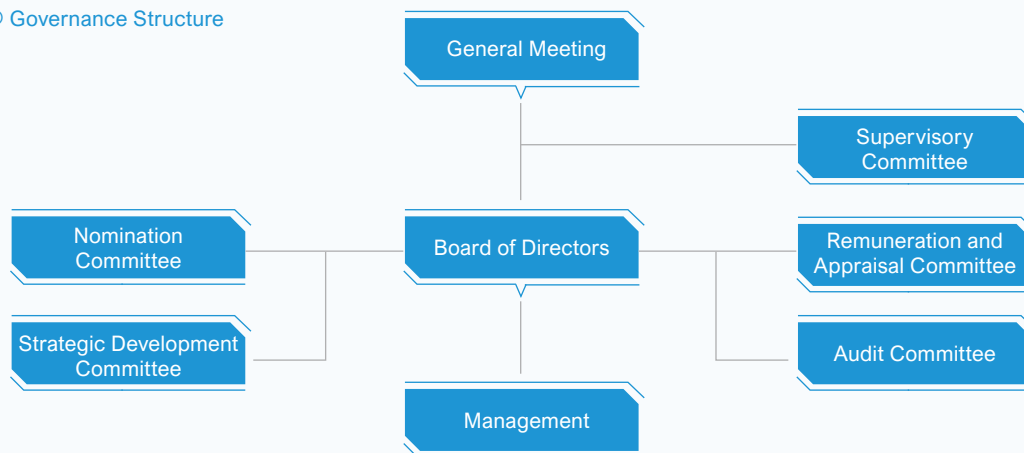 Governance Structure
General Meeting
Supervisory
Committee
Nomination
Committee
Board of Directors
Remuneration and
Appraisal Committee
Strategic Development
Committee
Audit Committee
Management